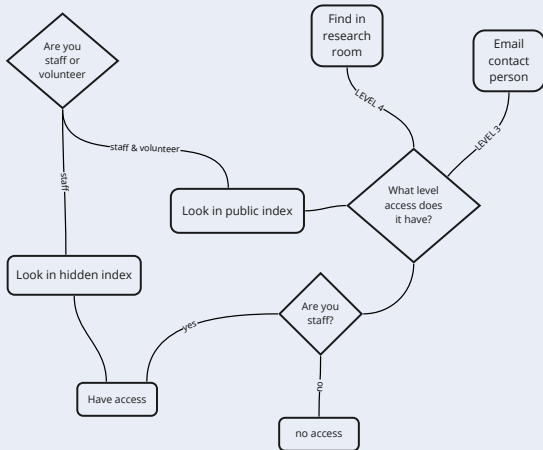 Are you
staff or
volunteer
Find in
research
room
Email
contact
person
LEVEL 4
LEVEL 3
staff & volunteer
staff
Look in public index
What level
access does
it have?
Look in hidden index
Are you
staff?
yes
no
Have access
no access